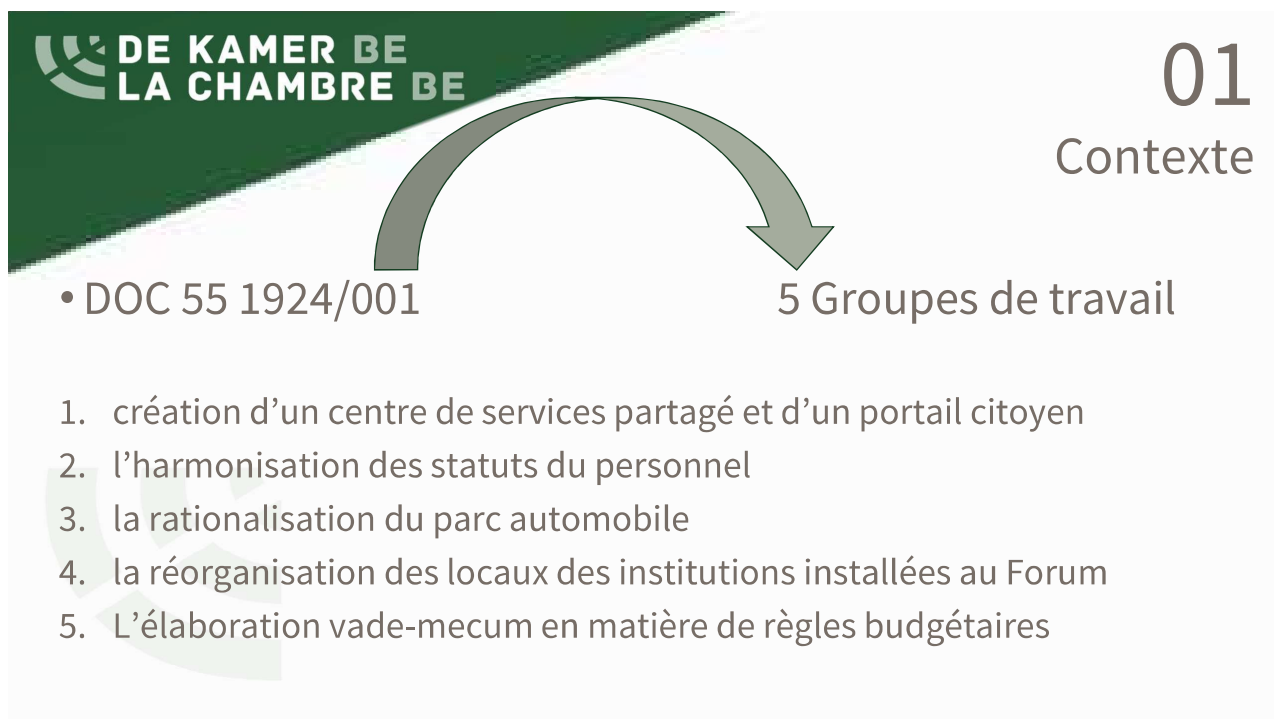 DE KAMER BE
LA CHAMBRE BE
01
Contexte
• DOC 55 1924/001
5 Groupes de travail
1. création d’un centre de services partagé et d’un portail citoyen
2. l’harmonisation des statuts du personnel
3. la rationalisation du parc automobile
4. la réorganisation des locaux des institutions installées au Forum
5. L’élaboration vade-mecum en matière de règles budgétaires